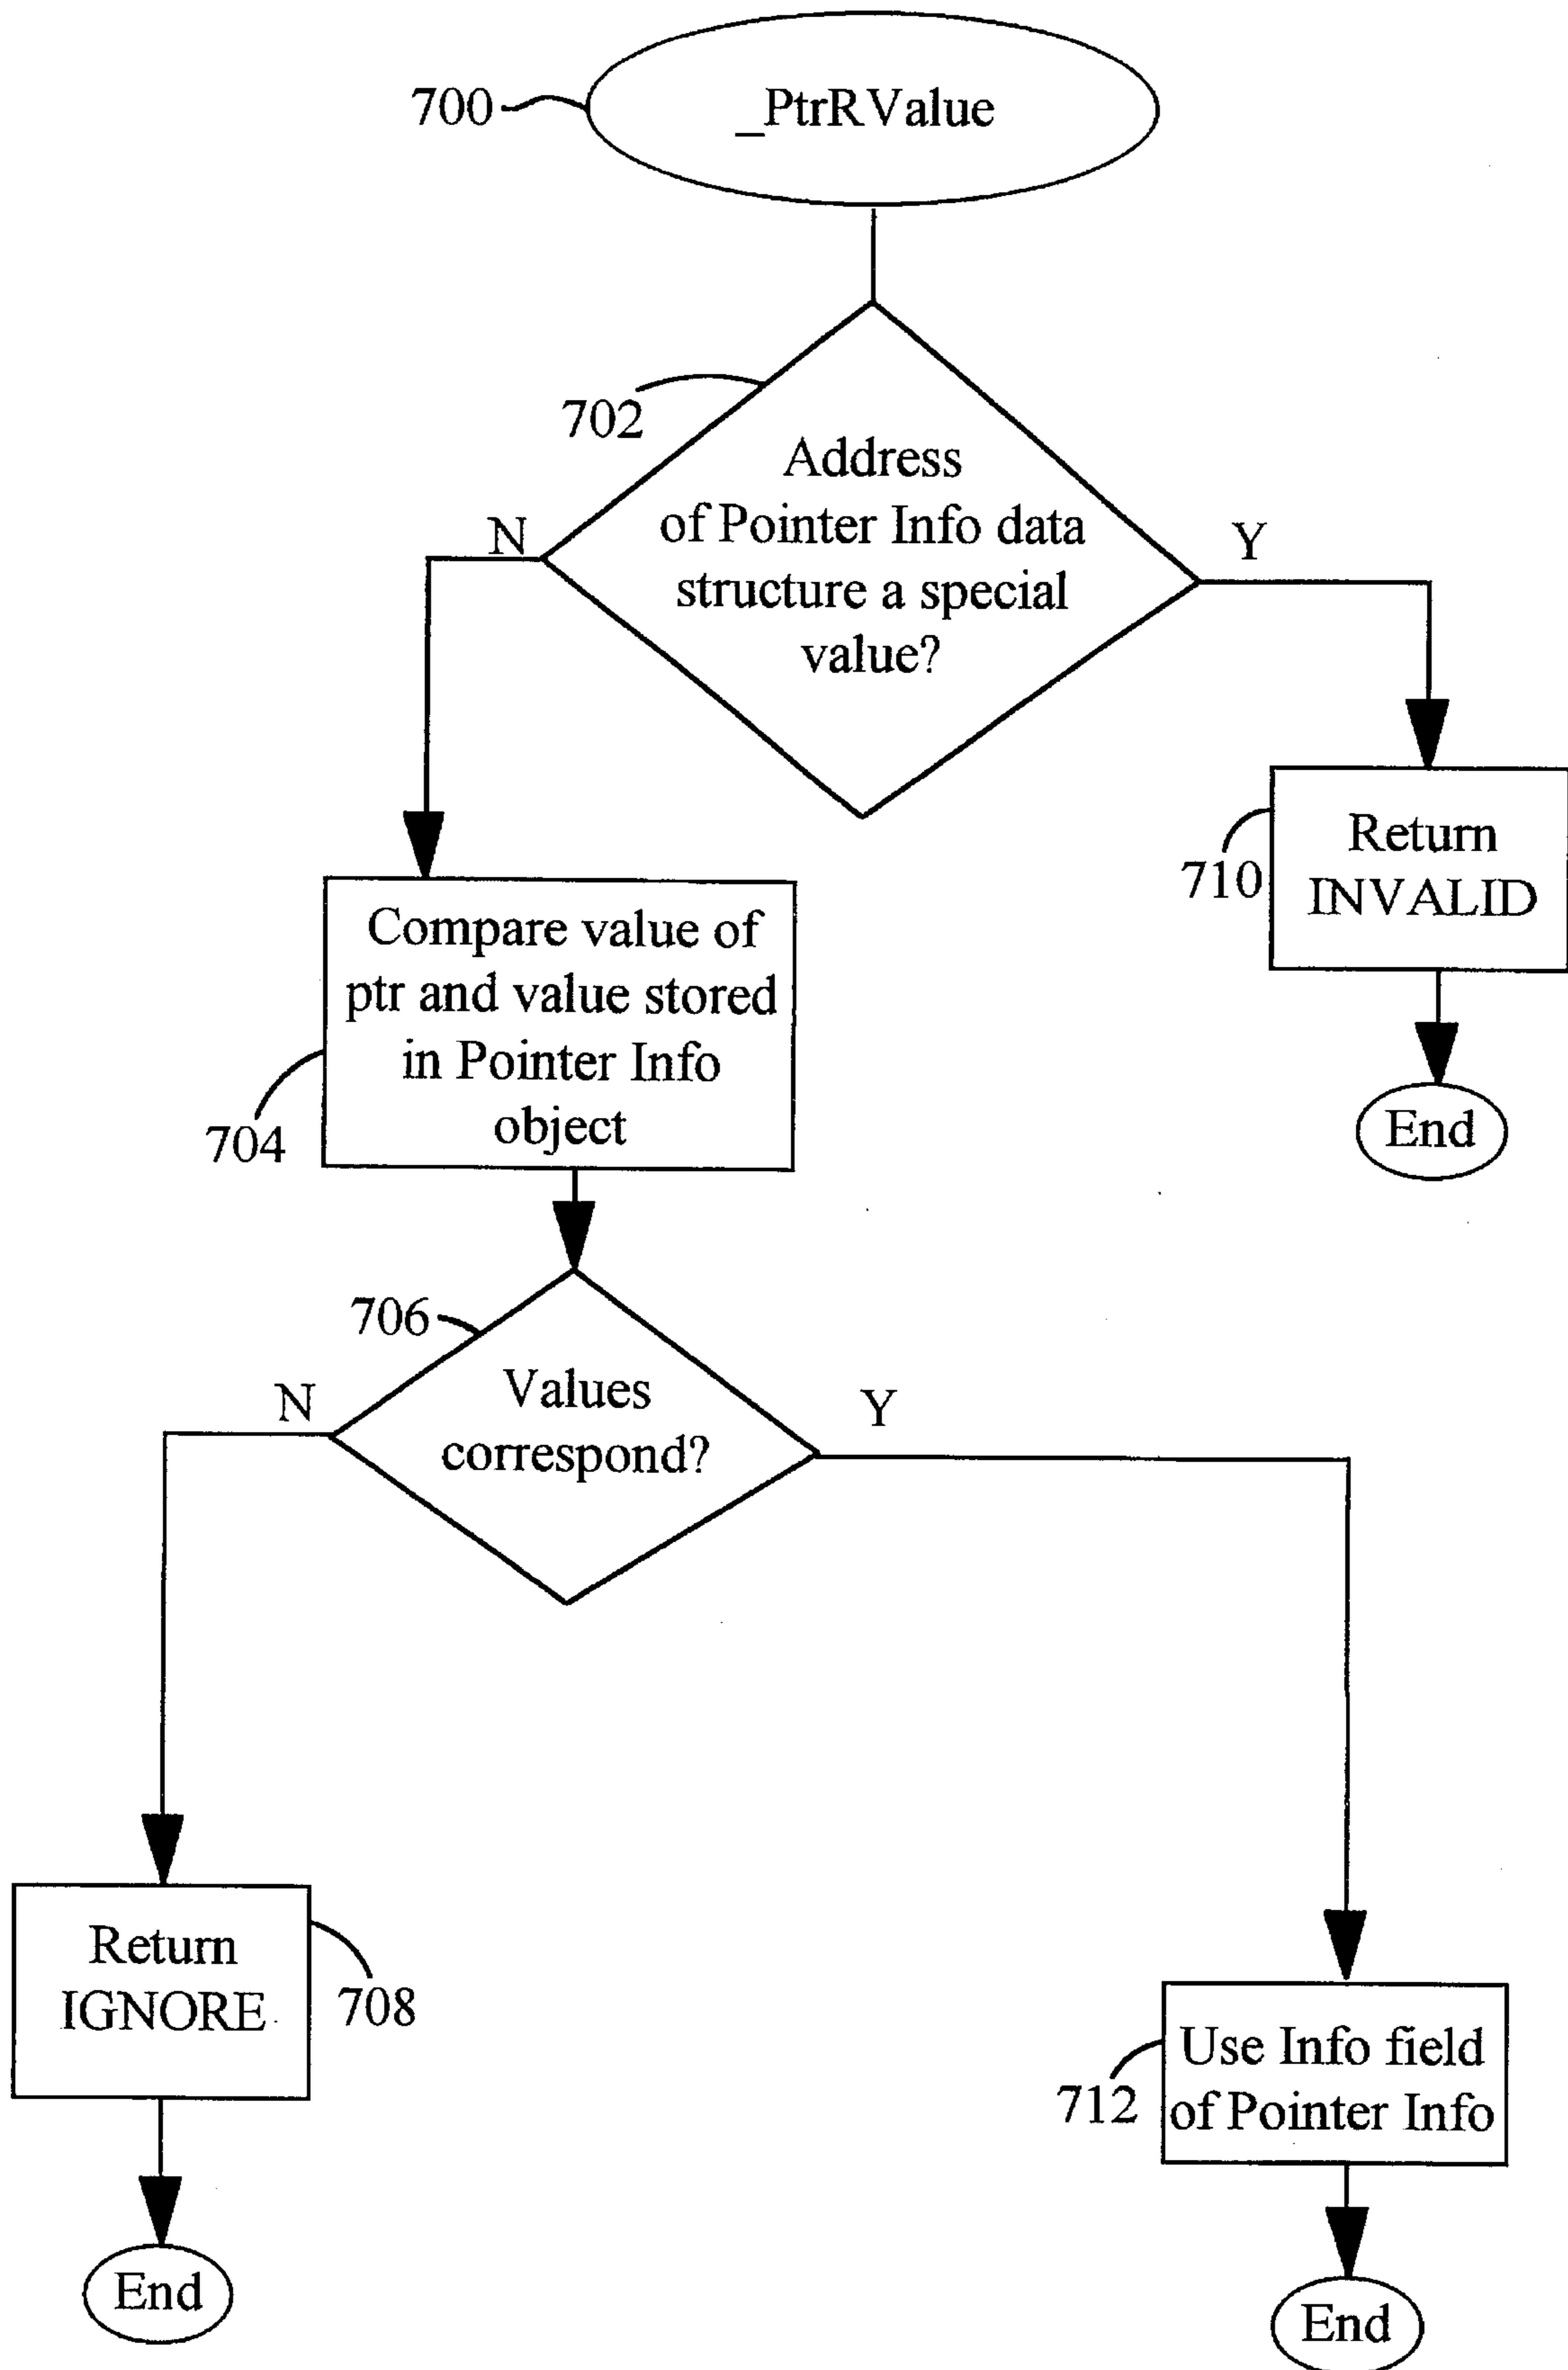 700
_PtrRValue
702
Address
of Pointer Info data
structure a special
value?
N
Y
Return
INVALID
710
End
Compare value of
ptr and value stored
in Pointer Info
object
704
706
Values
correspond?
N
Y
Return
IGNORE
708
End
Use Info field
of Pointer Info
712
End